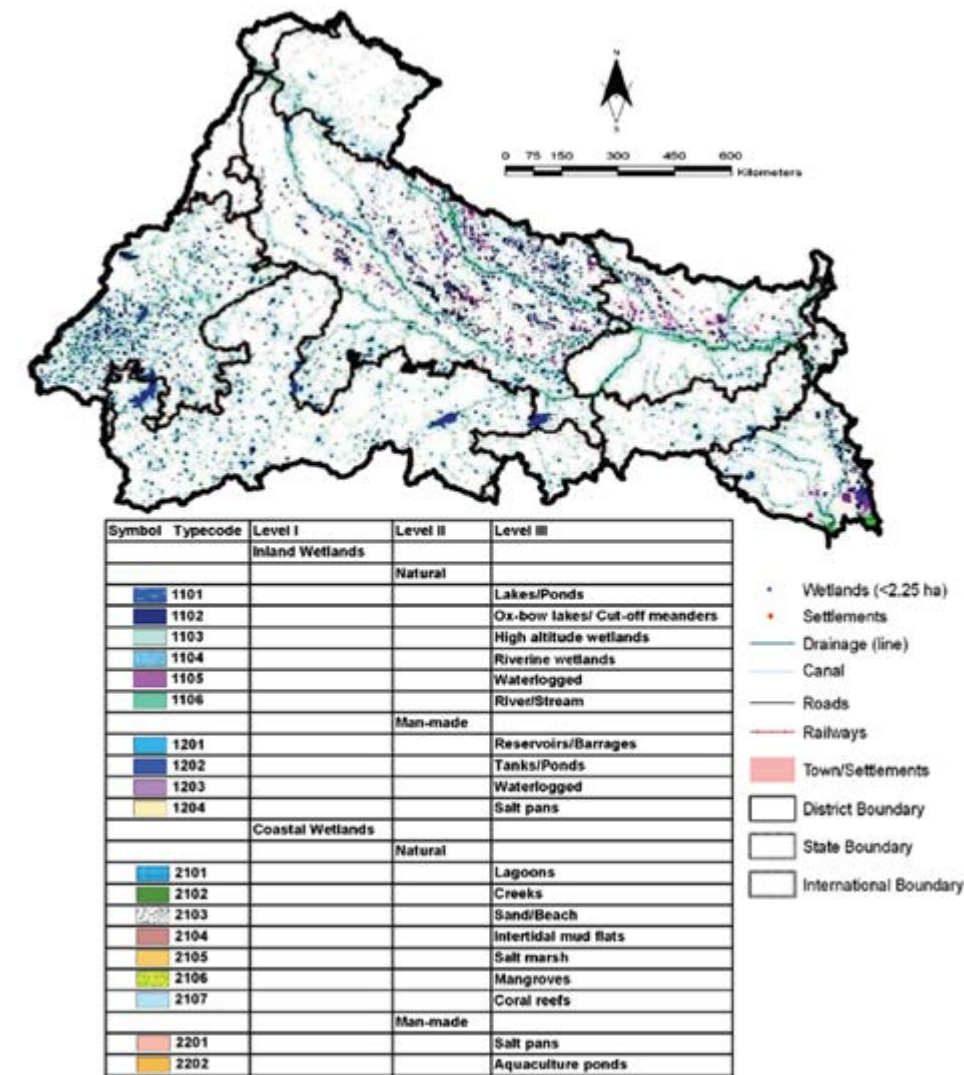 N
S
0 75 150 300 450 600
Kilometers
Symbol Typecode Level I Level II Level III
Inland Wetlands
Natural
1101 Lakes/Ponds
1102 Ox-bow lakes/ Cut-off meanders
1103 High altitude wetlands
1104 Riverine wetlands
1105 Waterlogged
1106 River/Stream
Man-made
1201 Reservoirs/Barrages
1202 Tanks/Ponds
1203 Waterlogged
1204 Salt pans
Coastal Wetlands
Natural
2101 Lagoons
2102 Creeks
2103 Sand/Beach
2104 Intertidal mud flats
2105 Salt marsh
2106 Mangroves
2107 Coral reefs
Man-made
2201 Salt pans
2202 Aquaculture ponds
Wetlands (<2.25 ha)
Settlements
Drainage (line)
Canal
Roads
Railways
Town/Settlements
District Boundary
State Boundary
International Boundary